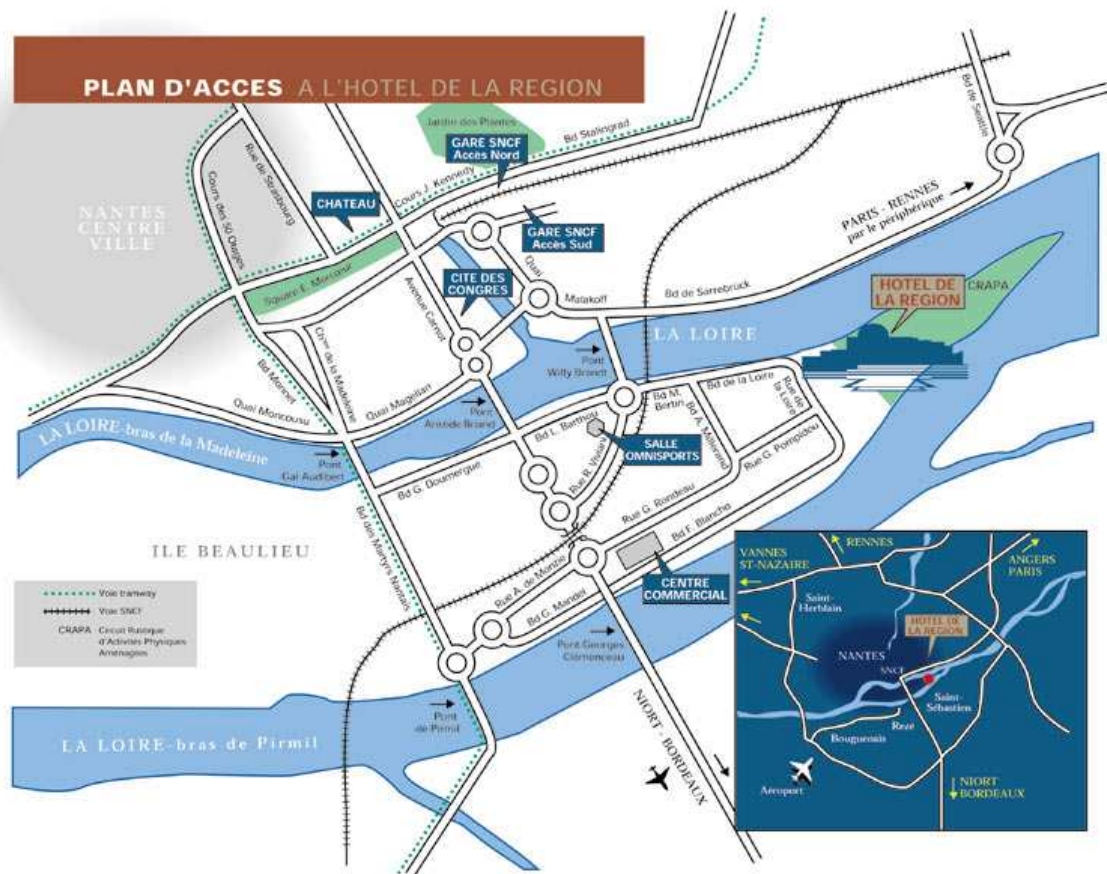 PLAN D'ACCES A L'HOTEL DE LA REGION
Jardin des Plantes
Bd Stalingrad
Bd de Seattle
GARE SNCF
Accès Nord
Rue de Strasbourg
Cours des 50 Otages
Cours J. Kennedy
CHATEAU
NANTES
CENTRE
VILLE
PARIS - RENNES
par le périphérique
GARE SNCF
Accès Sud
Square E. Mercoeur
CITE DES
CONGRES
Quai
Malakoff
Bd de Sarrebrück
HOTEL DE
LA REGION
CRAPA
Avenue Carnot
LA LOIRE
Chée de la Madeleine
Bd Monnet
Pont
Willy Brandt
Bd de la Loire
Rue de
la Loire
Bd M.
Bertin
Quai Moncousu
Quai Magellan
Pont
Aristide Briand
Bd L. Barthou
Bd A. Millerand
LA LOIRE-bras de la Madeleine
SALLE
OMNISPORTS
Rue G. Pompidou
Pont
Gal Audibert
Bd G. Doumergue
Rue R. Viviani
Rue G. Rondeau
Bd F. Blancho
Bd des Martyrs Nantais
ILE BEAULIEU
Voie tramway
Voie SNCF
CRAPA Circuit Rustique
d'Activités Physiques
Aménagées
Rue A. de Monzie
Bd G. Mandel
CENTRE
COMMERCIAL
Pont Georges
Clémenceau
Pont
de Pirmil
LA LOIRE-bras de Pirmil
NIORT - BORDEAUX
VANNES
ST-NAZAIRE
RENNES
ANGERS
PARIS
Saint-
Herblain
HOTEL DE
LA REGION
NANTES
SNCF
Saint-
Sébastien
Rezé
Bouguenais
Aéroport
NIORT
BORDEAUX